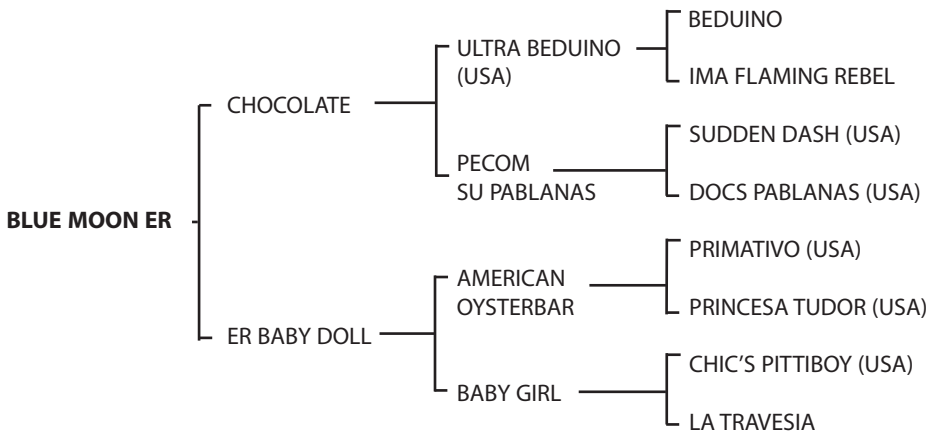 BEDUINO
ULTRA BEDUINO
(USA)
IMA FLAMING REBEL
CHOCOLATE
SUDDEN DASH (USA)
PECOM
SU PABLANAS
DOCS PABLANAS (USA)
BLUE MOON ER
PRIMATIVO (USA)
AMERICAN
OYSTERBAR
PRINCESA TUDOR (USA)
ER BABY DOLL
CHIC'S PITTIBOY (USA)
BABY GIRL
LA TRAVESIA